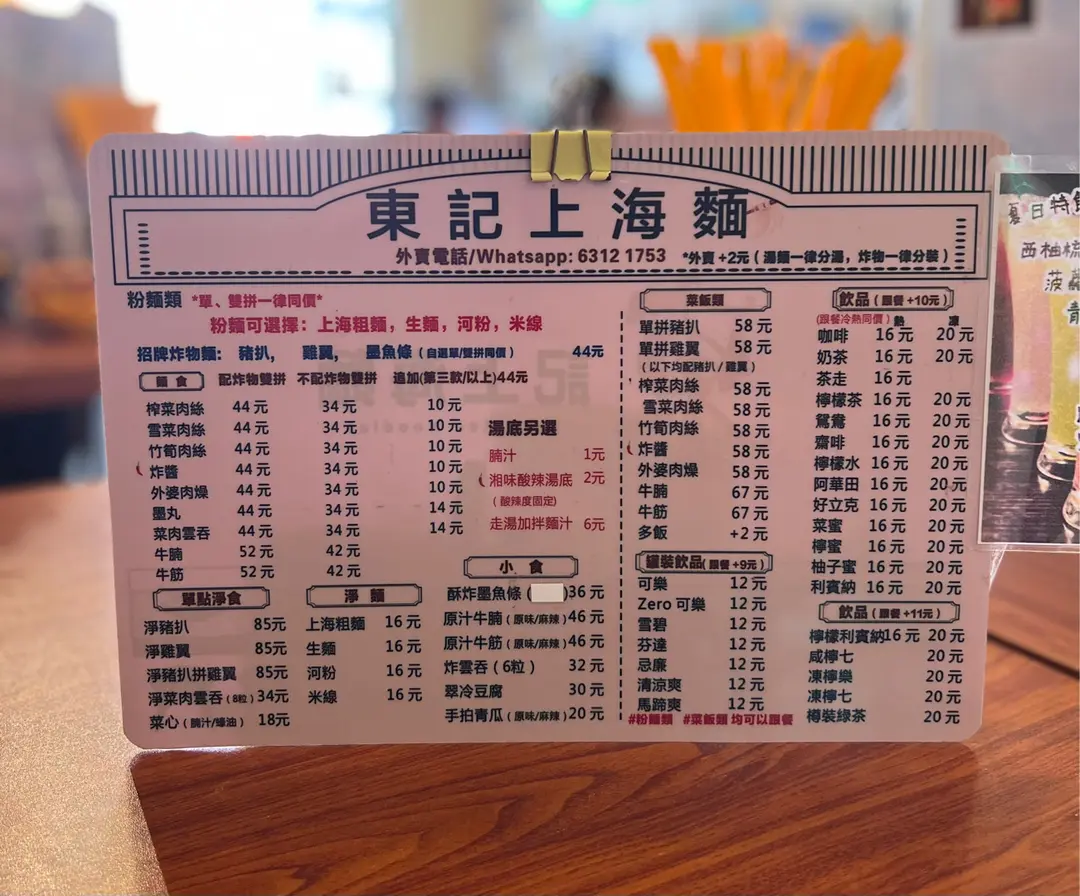 東記上海麵
外賣電話/Whatsapp: 6312 1753 *外賣 +2元 ( 湯麵一律分湯，炸物一律分裝 )
粉麵類 *單、雙拼一律同價*
粉麵可選擇：上海粗麵，生麵，河粉，米線
招牌炸物麵： 豬扒， 雞翼， 墨魚條 ( 自選單/雙拼同價 ) 44元
麵食 配炸物雙拼 不配炸物雙拼 追加(第三款/以上)44元
榨菜肉絲 44元 34元 10元
雪菜肉絲 44元 34元 10元
竹筍肉絲 44元 34元 10元
炸醬 44元 34元 10元
外婆肉燥 44元 34元 10元
墨丸 44元 34元 14元
菜肉雲吞 44元 34元 14元
牛腩 52元 42元
牛筋 52元 42元
湯底另選
腩汁 1元
湘味酸辣湯底 2元
( 酸辣度固定)
走湯加拌麵汁 6元
單點淨食
淨豬扒 85元
淨雞翼 85元
淨豬扒拼雞翼 85元
淨菜肉雲吞 ( 8粒 ) 34元
菜心 ( 腩汁/蠔油 ) 18元
淨麵
上海粗麵 16元
生麵 16元
河粉 16元
米線 16元
小食
酥炸墨魚條 ( ) 36元
原汁牛腩 ( 原味/麻辣 ) 46元
原汁牛筋 ( 原味/麻辣 ) 46元
炸雲吞 ( 6粒 ) 32元
翠冷豆腐 30元
手拍青瓜 ( 原味/麻辣 ) 20元
菜飯類
單拼豬扒 58元
單拼雞翼 58元
( 以下均配豬扒 / 雞翼 )
榨菜肉絲 58元
雪菜肉絲 58元
竹筍肉絲 58元
炸醬 58元
外婆肉燥 58元
牛腩 67元
牛筋 67元
多飯 +2元
罐裝飲品( 跟餐 +9元 )
可樂 12元
Zero 可樂 12元
雪碧 12元
芬達 12元
忌廉 12元
清涼爽 12元
馬蹄爽 12元
#粉麵類 #菜飯類 均可以跟餐
飲品 ( 跟餐 +10元 )
(跟餐冷熱同價) 熱 凍
咖啡 16元 20元
奶茶 16元 20元
茶走 16元
檸檬茶 16元 20元
鴛鴦 16元 20元
齋啡 16元 20元
檸檬水 16元 20元
阿華田 16元 20元
好立克 16元 20元
菜蜜 16元 20元
檸蜜 16元 20元
柚子蜜 16元 20元
利賓納 16元 20元
飲品 ( 跟餐 +11元 )
檸檬利賓納16元 20元
咸檸七 20元
凍檸樂 20元
凍檸七 20元
樽裝綠茶 20元
夏日特
西柚梳
菠
青